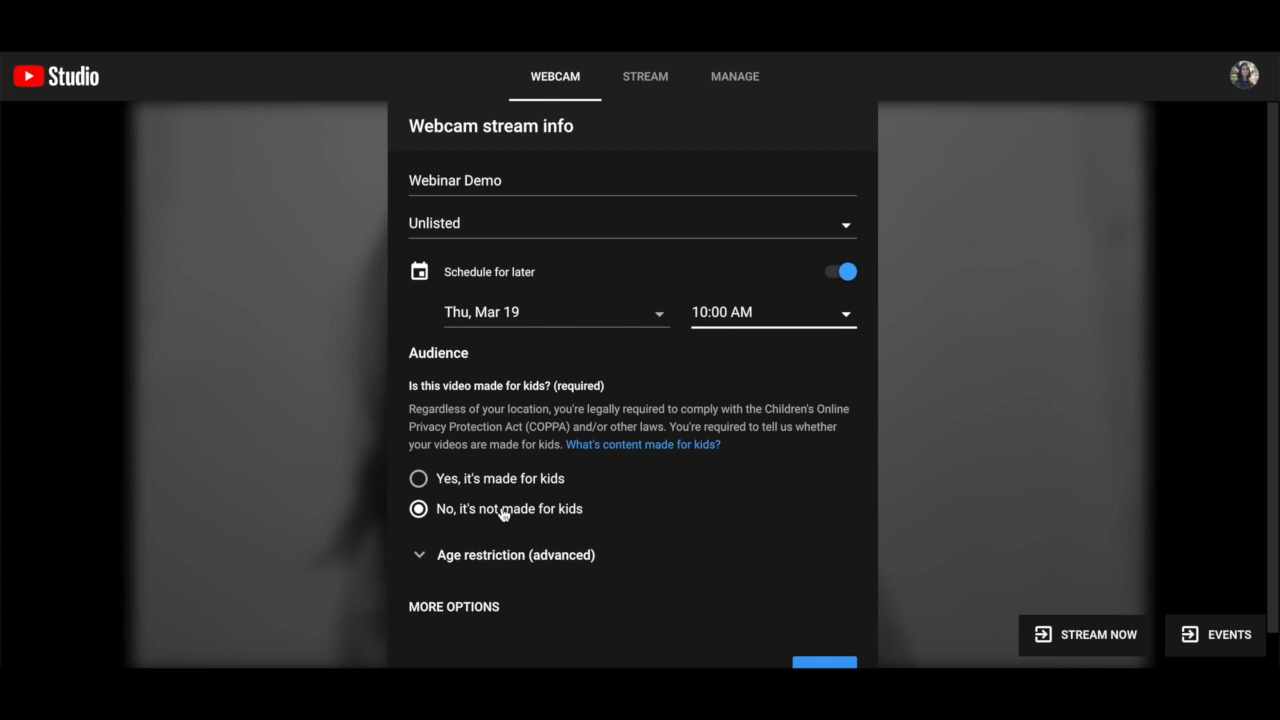 Studio
WEBCAM
STREAM
MANAGE
Webcam stream info
Webinar Demo
Unlisted
Schedule for later
Thu, Mar 19
10:00 AM
Audience
Is this video made for kids? (required)
Regardless of your location, you're legally required to comply with the Children's Online
Privacy Protection Act (COPPA) and/or other laws. You're required to tell us whether
your videos are made for kids. What's content made for kids?
Yes, it's made for kids
No, it's not made for kids
Age restriction (advanced)
MORE OPTIONS
STREAM NOW
EVENTS